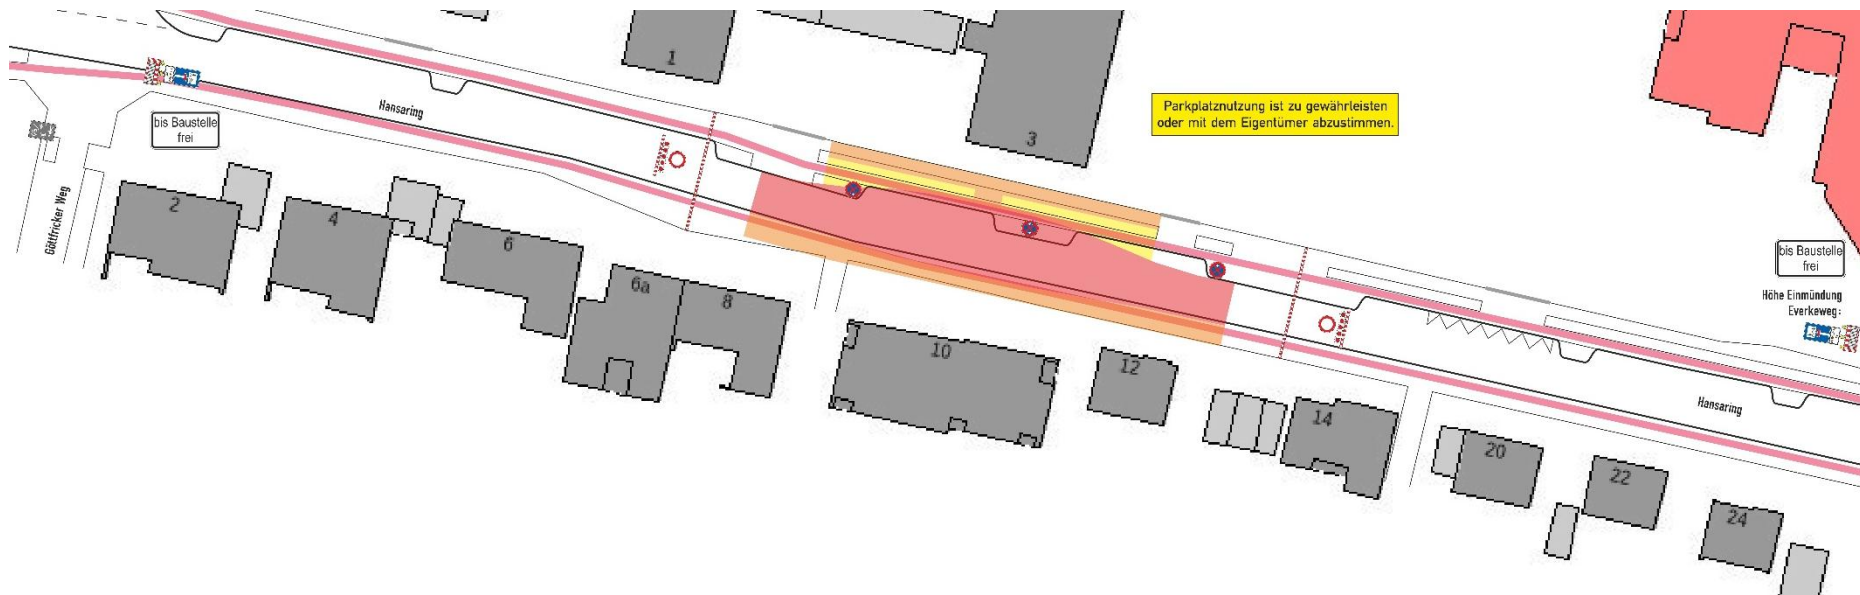 1
3
Hansaring
Parkplatznutzung ist zu gewährleisten
oder mit dem Eigentümer abzustimmen.
bis Baustelle
frei
Göttfricker Weg
2
4
6
6a
8
10
12
14
20
22
24
bis Baustelle
frei
Höhe Einmündung
Everkeweg:
Hansaring